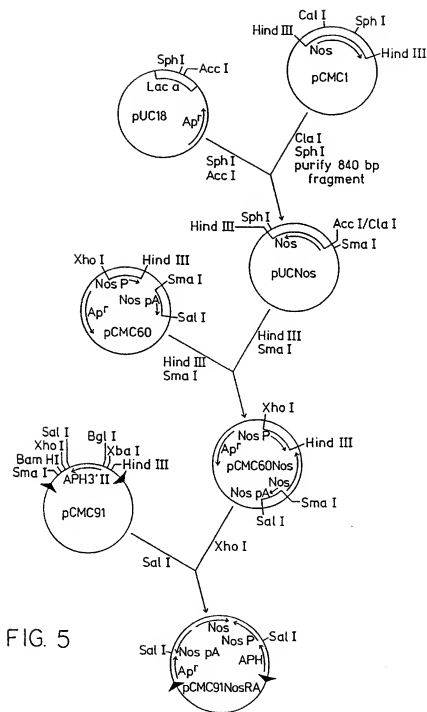 Cal I
Sph I
Hind III
Nos
Hind III
pCMC1
Sph I
Acc I
Lac a
pUC18
Apr
Cla I
Sph I
purify 840 bp
fragment
Sph I
Acc I
Sph I
Hind III
Nos
Acc I/Cla I
Sma I
pUCNos
Xho I
Hind III
Nos P
Sma I
Nos pA
Apr
Sal I
pCMC60
Hind III
Sma I
Hind III
Sma I
Xho I
Nos P
Hind III
Apr
pCMC60Nos
Nos
Nos pA
Sma I
Sal I
Sal I
Xho I
Bam HI
Sma I
Bgl I
Xba I
Hind III
APH3'II
pCMC91
Sal I
Xho I
FIG. 5
Nos
Sal I
Nos P
Sal I
Nos pA
APH
Apr
pCMC91NosRA